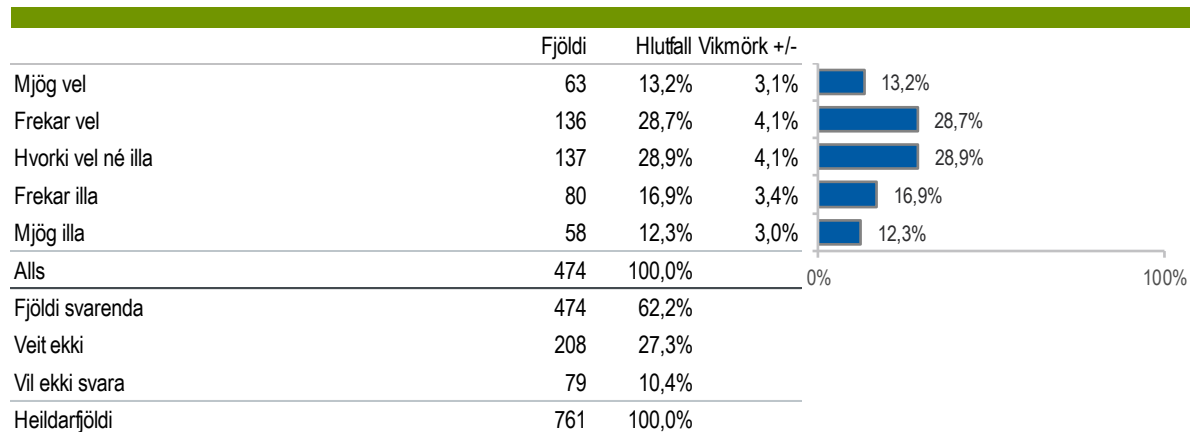 Fjöldi Hlutfall Vikmörk +/-
Mjög vel 63 13,2% 3,1% 13,2%
Frekar vel 136 28,7% 4,1% 28,7%
Hvorki vel né illa 137 28,9% 4,1% 28,9%
Frekar illa 80 16,9% 3,4% 16,9%
Mjög illa 58 12,3% 3,0% 12,3%
Alls 474 100,0% 0% 100%
Fjöldi svarenda 474 62,2%
Veit ekki 208 27,3%
Vil ekki svara 79 10,4%
Heildarfjöldi 761 100,0%